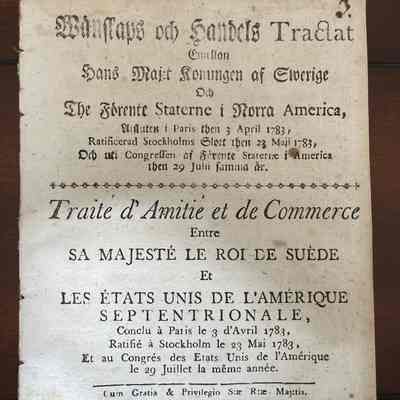 3.
Wånskaps och Handels Tractat
Emellan
Hans Maj:t Konungen af Swerige
Och
The Förente Staterne i Norra America,
Afsluten i Paris then 3 April 1783,
Ratificerad Stockholms Slott then 23 Maji 1783,
Och uti Congressen af Förente Staterne i America
then 29 Julii samma år.
Traité d'Amitié et de Commerce
Entre
SA MAJESTÉ LE ROI DE SUÈDE
Et
LES ÉTATS UNIS DE L'AMÉRIQUE
SEPTENTRIONALE,
Conclu à Paris le 3 d'Avril 1783,
Ratifié à Stockholm le 23 Mai 1783,
Et au Congrés des Etats Unis de l'Amérique
le 29 Juillet la même année.
Cum Gratia & Privilegio Sæ Ræ Maj:tis.